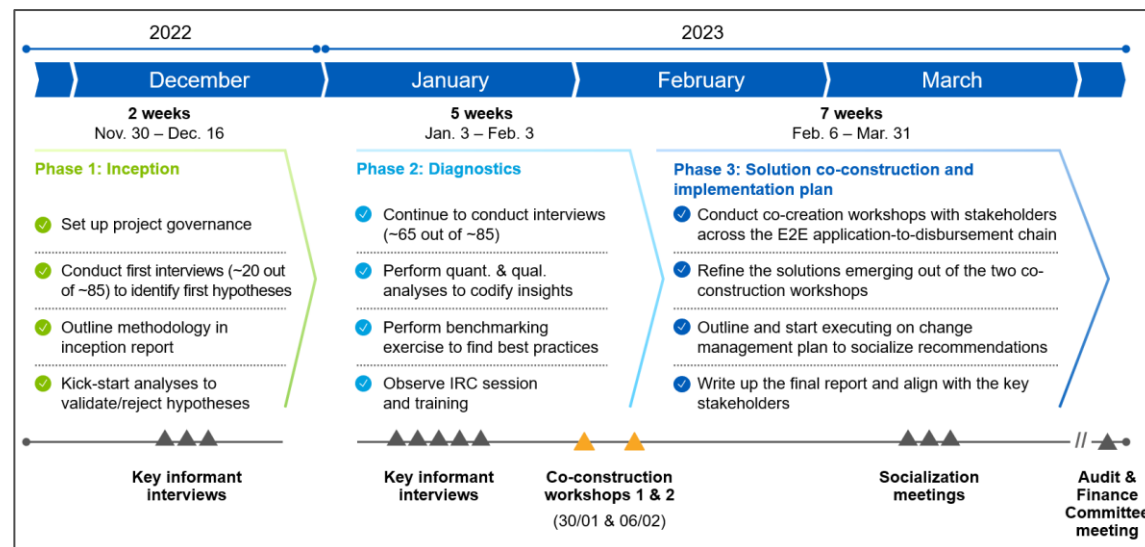 2022
2023
December
January
February
March
2 weeks
Nov. 30 – Dec. 16
5 weeks
Jan. 3 – Feb. 3
7 weeks
Feb. 6 – Mar. 31
Phase 1: Inception
Set up project governance
Conduct first interviews (~20 out
of ~85) to identify first hypotheses
Outline methodology in
inception report
Kick-start analyses to
validate/reject hypotheses
Phase 2: Diagnostics
Continue to conduct interviews
(~65 out of ~85)
Perform quant. & qual.
analyses to codify insights
Perform benchmarking
exercise to find best practices
Observe IRC session
and training
Phase 3: Solution co-construction and
implementation plan
Conduct co-creation workshops with stakeholders
across the E2E application-to-disbursement chain
Refine the solutions emerging out of the two co-
construction workshops
Outline and start executing on change
management plan to socialize recommendations
Write up the final report and align with the key
stakeholders
//
Key informant
interviews
Key informant
interviews
Co-construction
workshops 1 & 2
(30/01 & 06/02)
Socialization
meetings
Audit &
Finance
Committee
meeting